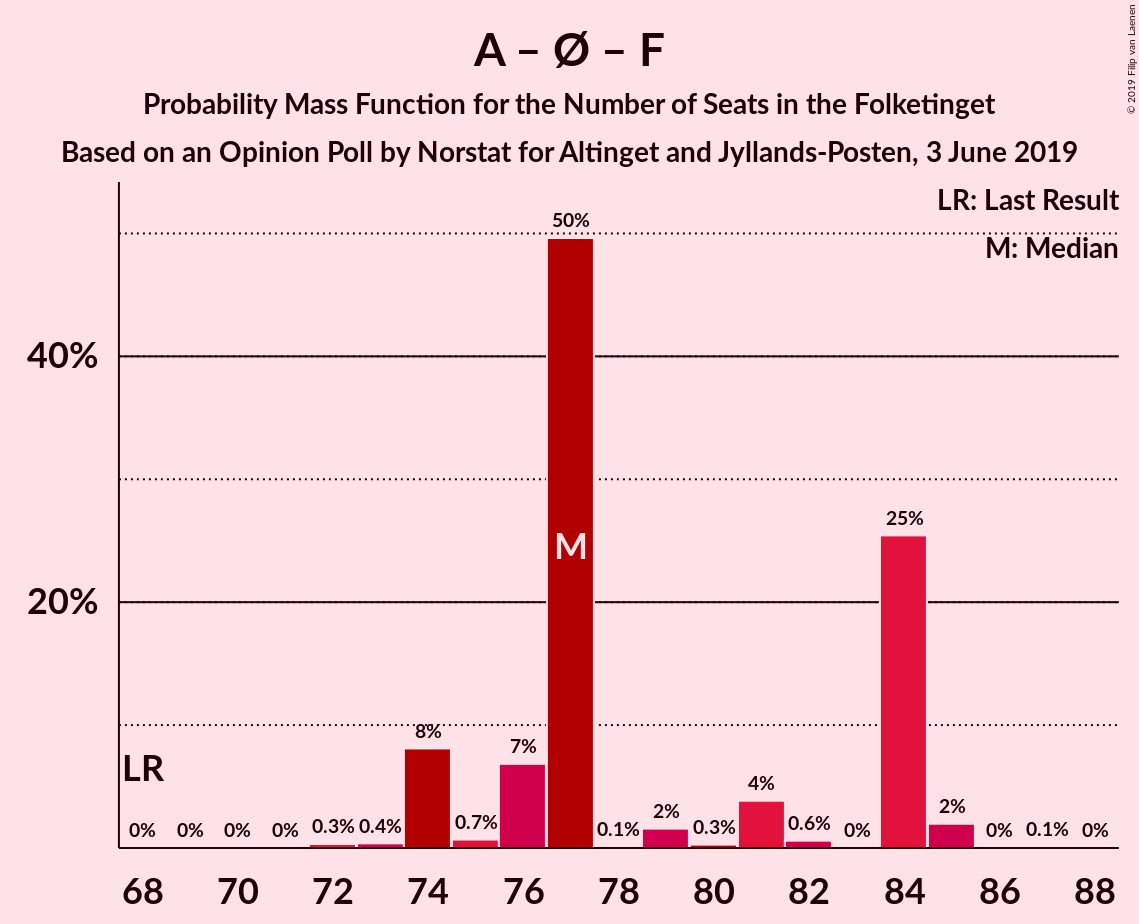 A – Ø – F
Probability Mass Function for the Number of Seats in the Folketinget
Based on an Opinion Poll by Norstat for Altinget and Jyllands-Posten, 3 June 2019
© 2019 Filip van Laenen
LR: Last Result
M: Median
50%
40%
M
25%
20%
8%
7%
LR
4%
2%
2%
0% 0% 0% 0% 0.3% 0.4% 0.7% 0.1% 0.3% 0.6% 0% 0% 0.1% 0%
68 70 72 74 76 78 80 82 84 86 88